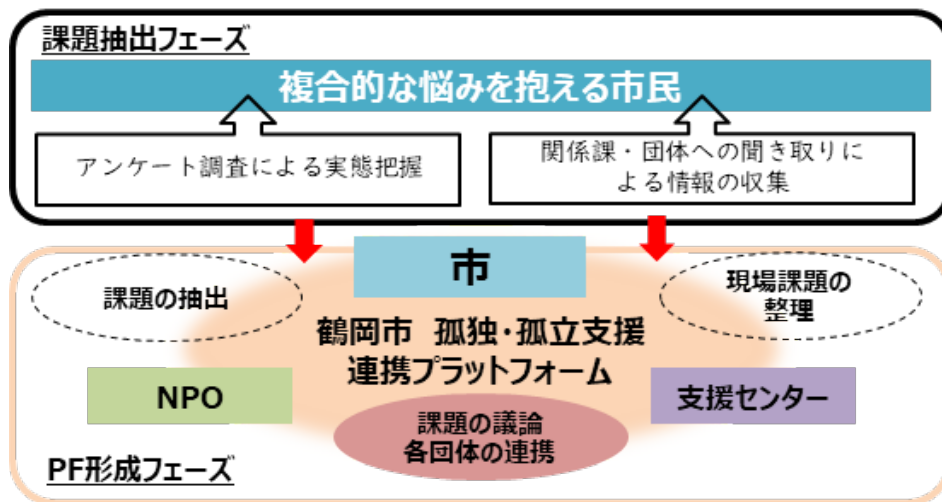 課題抽出フェーズ
複合的な悩みを抱える市民
アンケート調査による実態把握
関係課・団体への聞き取りに
よる情報の収集
市
課題の抽出
現場課題の
整理
鶴岡市 孤独・孤立支援
連携プラットフォーム
NPO
支援センター
課題の議論
各団体の連携
PF形成フェーズ